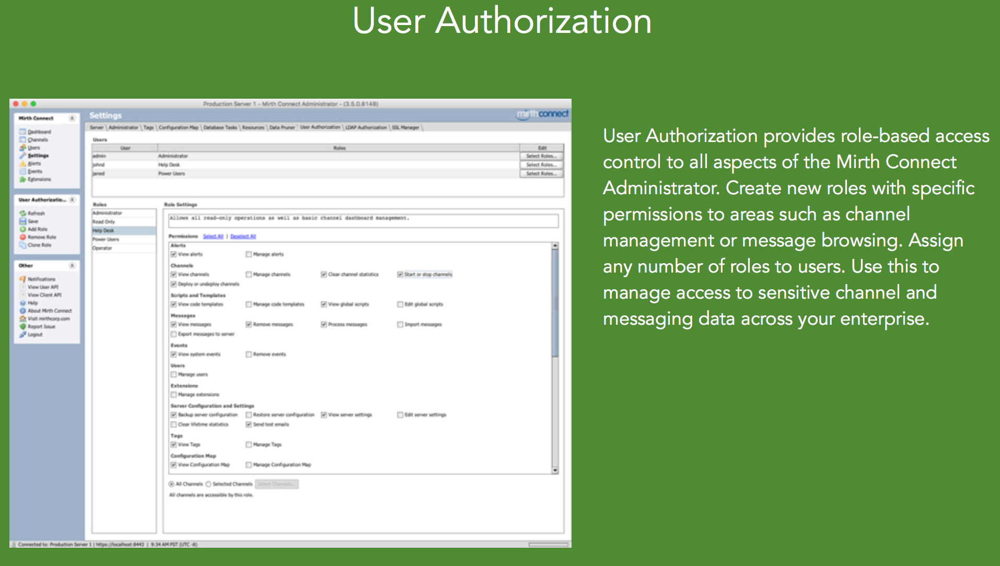 User Authorization
Production Server 1 - Mirth Connect Administrator - (3.5.0.8148)
Mirth Connect
Dashboard
Channels
Users
Settings
Alerts
Events
Extensions
User Authorizatio...
Refresh
Save
Add Role
Remove Role
Clone Role
Other
Notifications
View User API
View Client API
Help
About Mirth Connect
Visit mirthcorp.com
Report Issue
Logout
Settings
mirthconnect
Server Administrator Tags Configuration Map Database Tasks Resources Data Pruner User Authorization LDAP Authorization SSL Manager
Users
User Roles Edit
admin Administrator Select Roles...
johnd Help Desk Select Roles...
janed Power Users Select Roles...
Roles
Administrator
Read Only
Help Desk
Power Users
Operator
Role Settings
Allows all read-only operations as well as basic channel dashboard management.
Permissions Select All | Deselect All
Alerts
View alerts Manage alerts
Channels
View channels Manage channels Clear channel statistics Start or stop channels
Deploy or undeploy channels
Scripts and Templates
View code templates Manage code templates View global scripts Edit global scripts
Messages
View messages Remove messages Process messages Import messages
Export messages to server
Events
View system events Remove events
Users
Manage users
Extensions
Manage extensions
Server Configuration and Settings
Backup server configuration Restore server configuration View server settings Edit server settings
Clear lifetime statistics Send test emails
Tags
View Tags Manage Tags
Configuration Map
View Configuration Map Manage Configuration Map
All Channels Selected Channels Select Channels...
All channels are accessible by this role.
Connected to: Production Server 1 | https://localhost:8443 | 9:34 AM PST (UTC -8)
User Authorization provides role-based access
control to all aspects of the Mirth Connect
Administrator. Create new roles with specific
permissions to areas such as channel
management or message browsing. Assign
any number of roles to users. Use this to
manage access to sensitive channel and
messaging data across your enterprise.